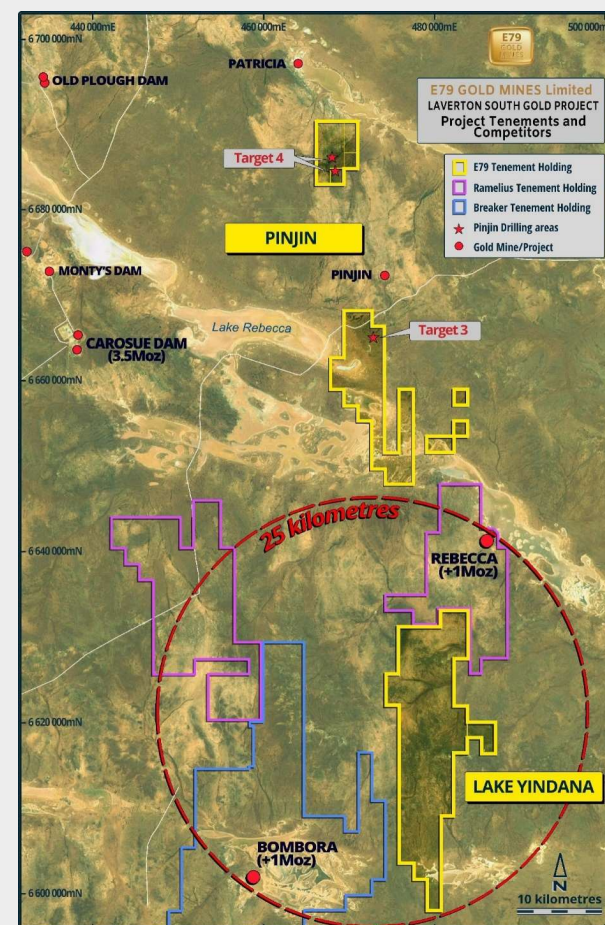 440 000mE
460 000mE
480 000mE
500 000m
6 700 000mN
E79
GOLD
MINES
PATRICIA
OLD PLOUGH DAM
E79 GOLD MINES Limited
LAVERTON SOUTH GOLD PROJECT
Project Tenements and
Competitors
Target 4
E79 Tenement Holding
Ramelius Tenement Holding
Breaker Tenement Holding
Pinjin Drilling areas
Gold Mine/Project
6 680 000mN
PINJIN
MONTY'S DAM
PINJIN
Lake Rebecca
Target 3
CAROSUE DAM
(3.5Moz)
6 660 000mN
25 kilometres
6 640 000mN
REBECCA
(+1Moz)
6 620 000mN
LAKE YINDANA
BOMBORA
(+1Moz)
6 600 000mN
N
10 kilometres